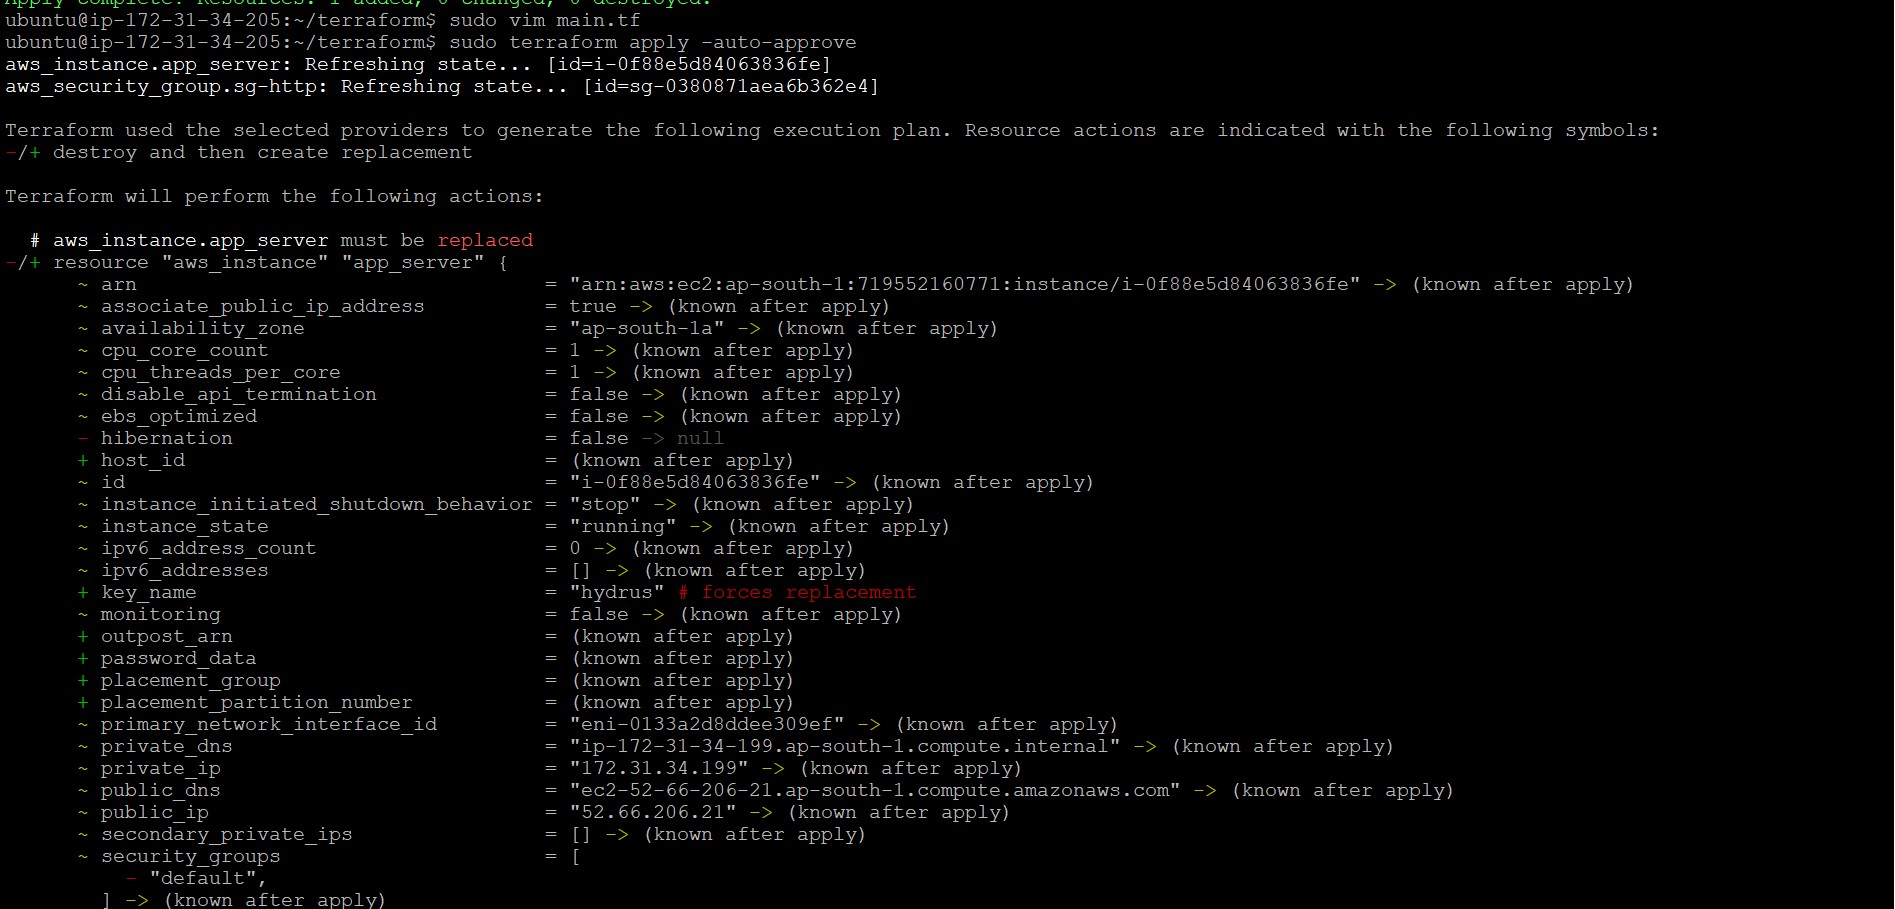 Apply complete! Resources: 1 added, 0 changed, 0 destroyed.
ubuntu@ip-172-31-34-205:~/terraform$ sudo vim main.tf
ubuntu@ip-172-31-34-205:~/terraform$ sudo terraform apply -auto-approve
aws_instance.app_server: Refreshing state... [id=i-0f88e5d84063836fe]
aws_security_group.sg-http: Refreshing state... [id=sg-0380871aea6b362e4]
Terraform used the selected providers to generate the following execution plan. Resource actions are indicated with the following symbols:
-/+ destroy and then create replacement
Terraform will perform the following actions:
# aws_instance.app_server must be replaced
-/+ resource "aws_instance" "app_server" {
~ arn = "arn:aws:ec2:ap-south-1:719552160771:instance/i-0f88e5d84063836fe" -> (known after apply)
~ associate_public_ip_address = true -> (known after apply)
~ availability_zone = "ap-south-1a" -> (known after apply)
~ cpu_core_count = 1 -> (known after apply)
~ cpu_threads_per_core = 1 -> (known after apply)
~ disable_api_termination = false -> (known after apply)
~ ebs_optimized = false -> (known after apply)
- hibernation = false -> null
+ host_id = (known after apply)
~ id = "i-0f88e5d84063836fe" -> (known after apply)
~ instance_initiated_shutdown_behavior = "stop" -> (known after apply)
~ instance_state = "running" -> (known after apply)
~ ipv6_address_count = 0 -> (known after apply)
~ ipv6_addresses = [] -> (known after apply)
+ key_name = "hydrus" # forces replacement
~ monitoring = false -> (known after apply)
+ outpost_arn = (known after apply)
+ password_data = (known after apply)
+ placement_group = (known after apply)
+ placement_partition_number = (known after apply)
~ primary_network_interface_id = "eni-0133a2d8ddee309ef" -> (known after apply)
~ private_dns = "ip-172-31-34-199.ap-south-1.compute.internal" -> (known after apply)
~ private_ip = "172.31.34.199" -> (known after apply)
~ public_dns = "ec2-52-66-206-21.ap-south-1.compute.amazonaws.com" -> (known after apply)
~ public_ip = "52.66.206.21" -> (known after apply)
~ secondary_private_ips = [] -> (known after apply)
~ security_groups = [
- "default",
] -> (known after apply)